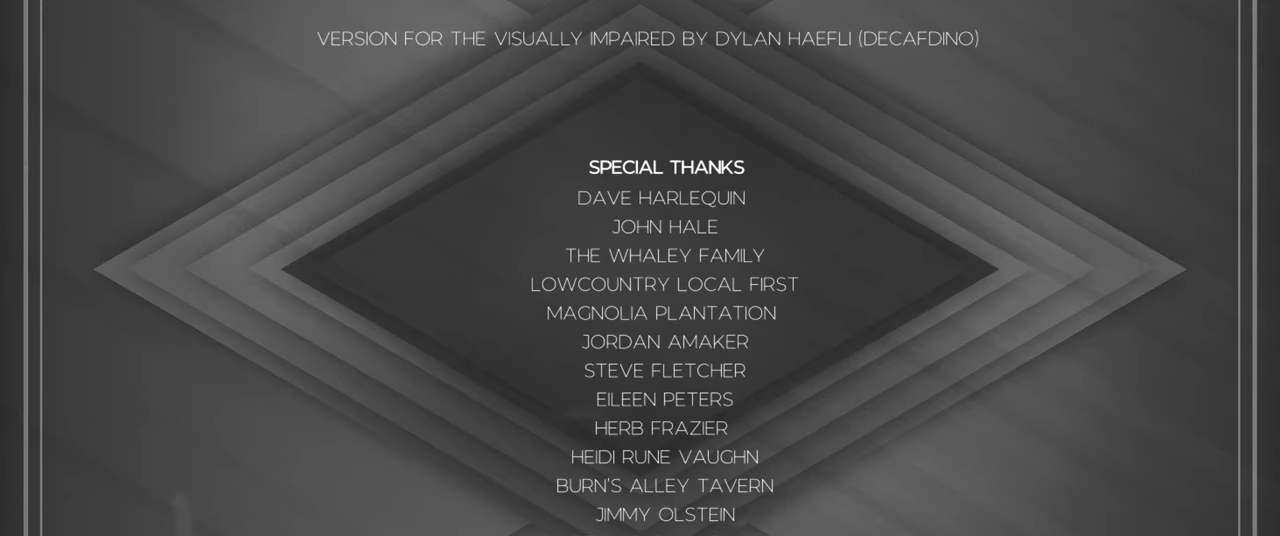 VERSION FOR THE VISUALLY IMPAIRED BY DYLAN HAEFLI (DECAFDINO)
SPECIAL THANKS
DAVE HARLEQUIN
JOHN HALE
THE WHALEY FAMILY
LOWCOUNTRY LOCAL FIRST
MAGNOLIA PLANTATION
JORDAN AMAKER
STEVE FLETCHER
EILEEN PETERS
HERB FRAZIER
HEIDI RUNE VAUGHN
BURN'S ALLEY TAVERN
JIMMY OLSTEIN